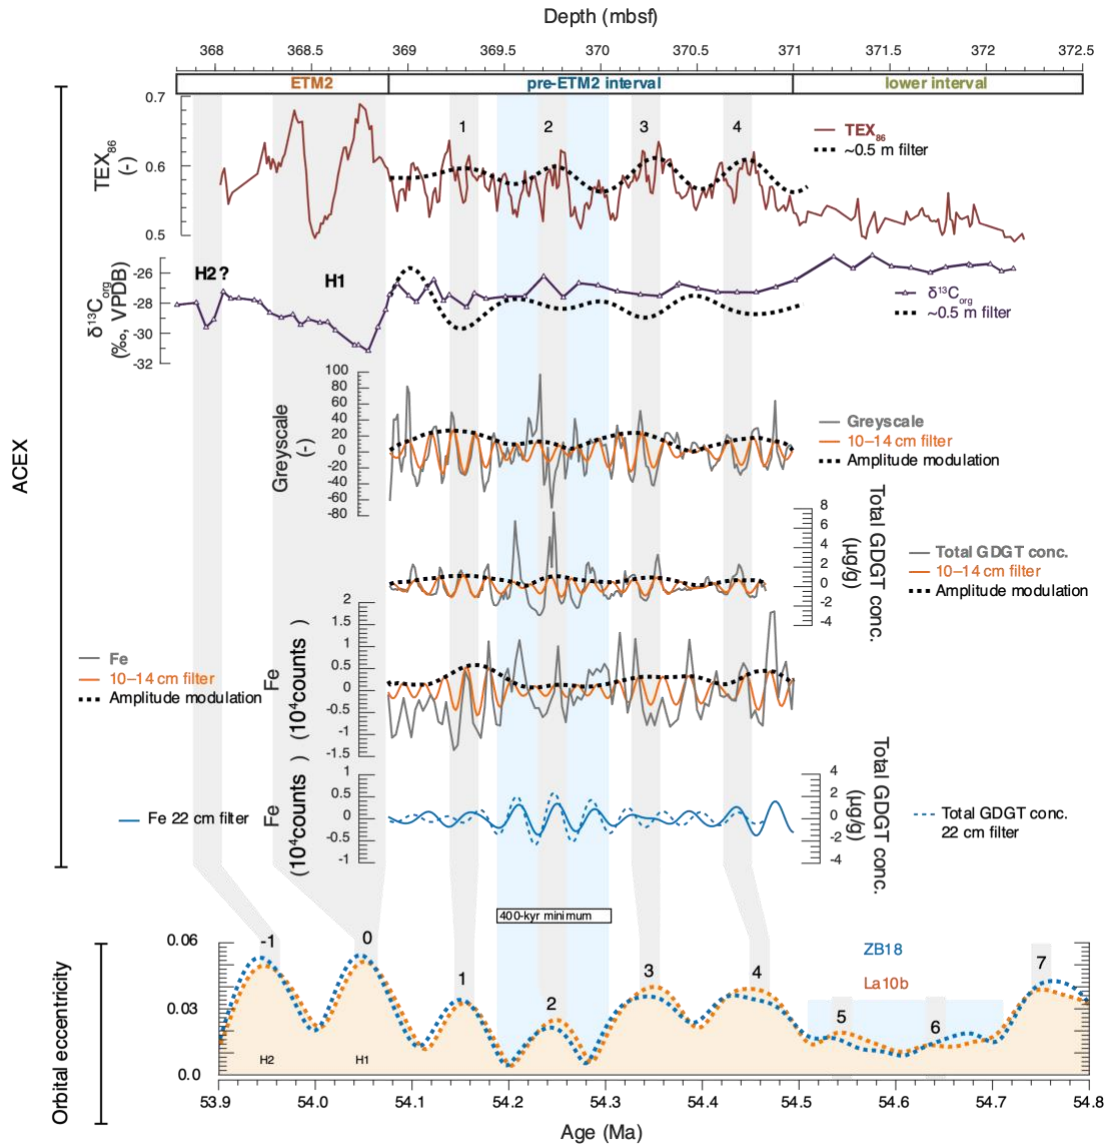 Depth (mbsf)
368 368.5 369 369.5 370 370.5 371 371.5 372 372.5
ETM2 pre-ETM2 interval lower interval
0.7
0.6
0.5
TEX86
(-)
1 2 3 4
TEX86
~0.5 m filter
-26
-28
-30
-32
δ13Corg
(‰, VPDB)
H2 ?
H1
δ13Corg
~0.5 m filter
ACEX
100
80
60
40
20
0
-20
-40
-60
-80
Greyscale
(-)
Greyscale
10–14 cm filter
Amplitude modulation
8
6
4
2
0
-2
-4
Total GDGT conc.
(µg/g)
Total GDGT conc.
10–14 cm filter
Amplitude modulation
2
1.5
1
0.5
0
-0.5
-1
-1.5
Fe
(10⁴counts )
Fe
10–14 cm filter
Amplitude modulation
1
0.5
0
-0.5
-1
Fe
(10⁴counts )
Fe 22 cm filter
4
2
0
-2
-4
Total GDGT conc.
(µg/g)
Total GDGT conc.
22 cm filter
400-kyr minimum
Orbital eccentricity
0.06
0.03
0.0
-1 0 1 2 3 4 5 6 7
ZB18
La10b
H2 H1
53.9 54.0 54.1 54.2 54.3 54.4 54.5 54.6 54.7 54.8
Age (Ma)